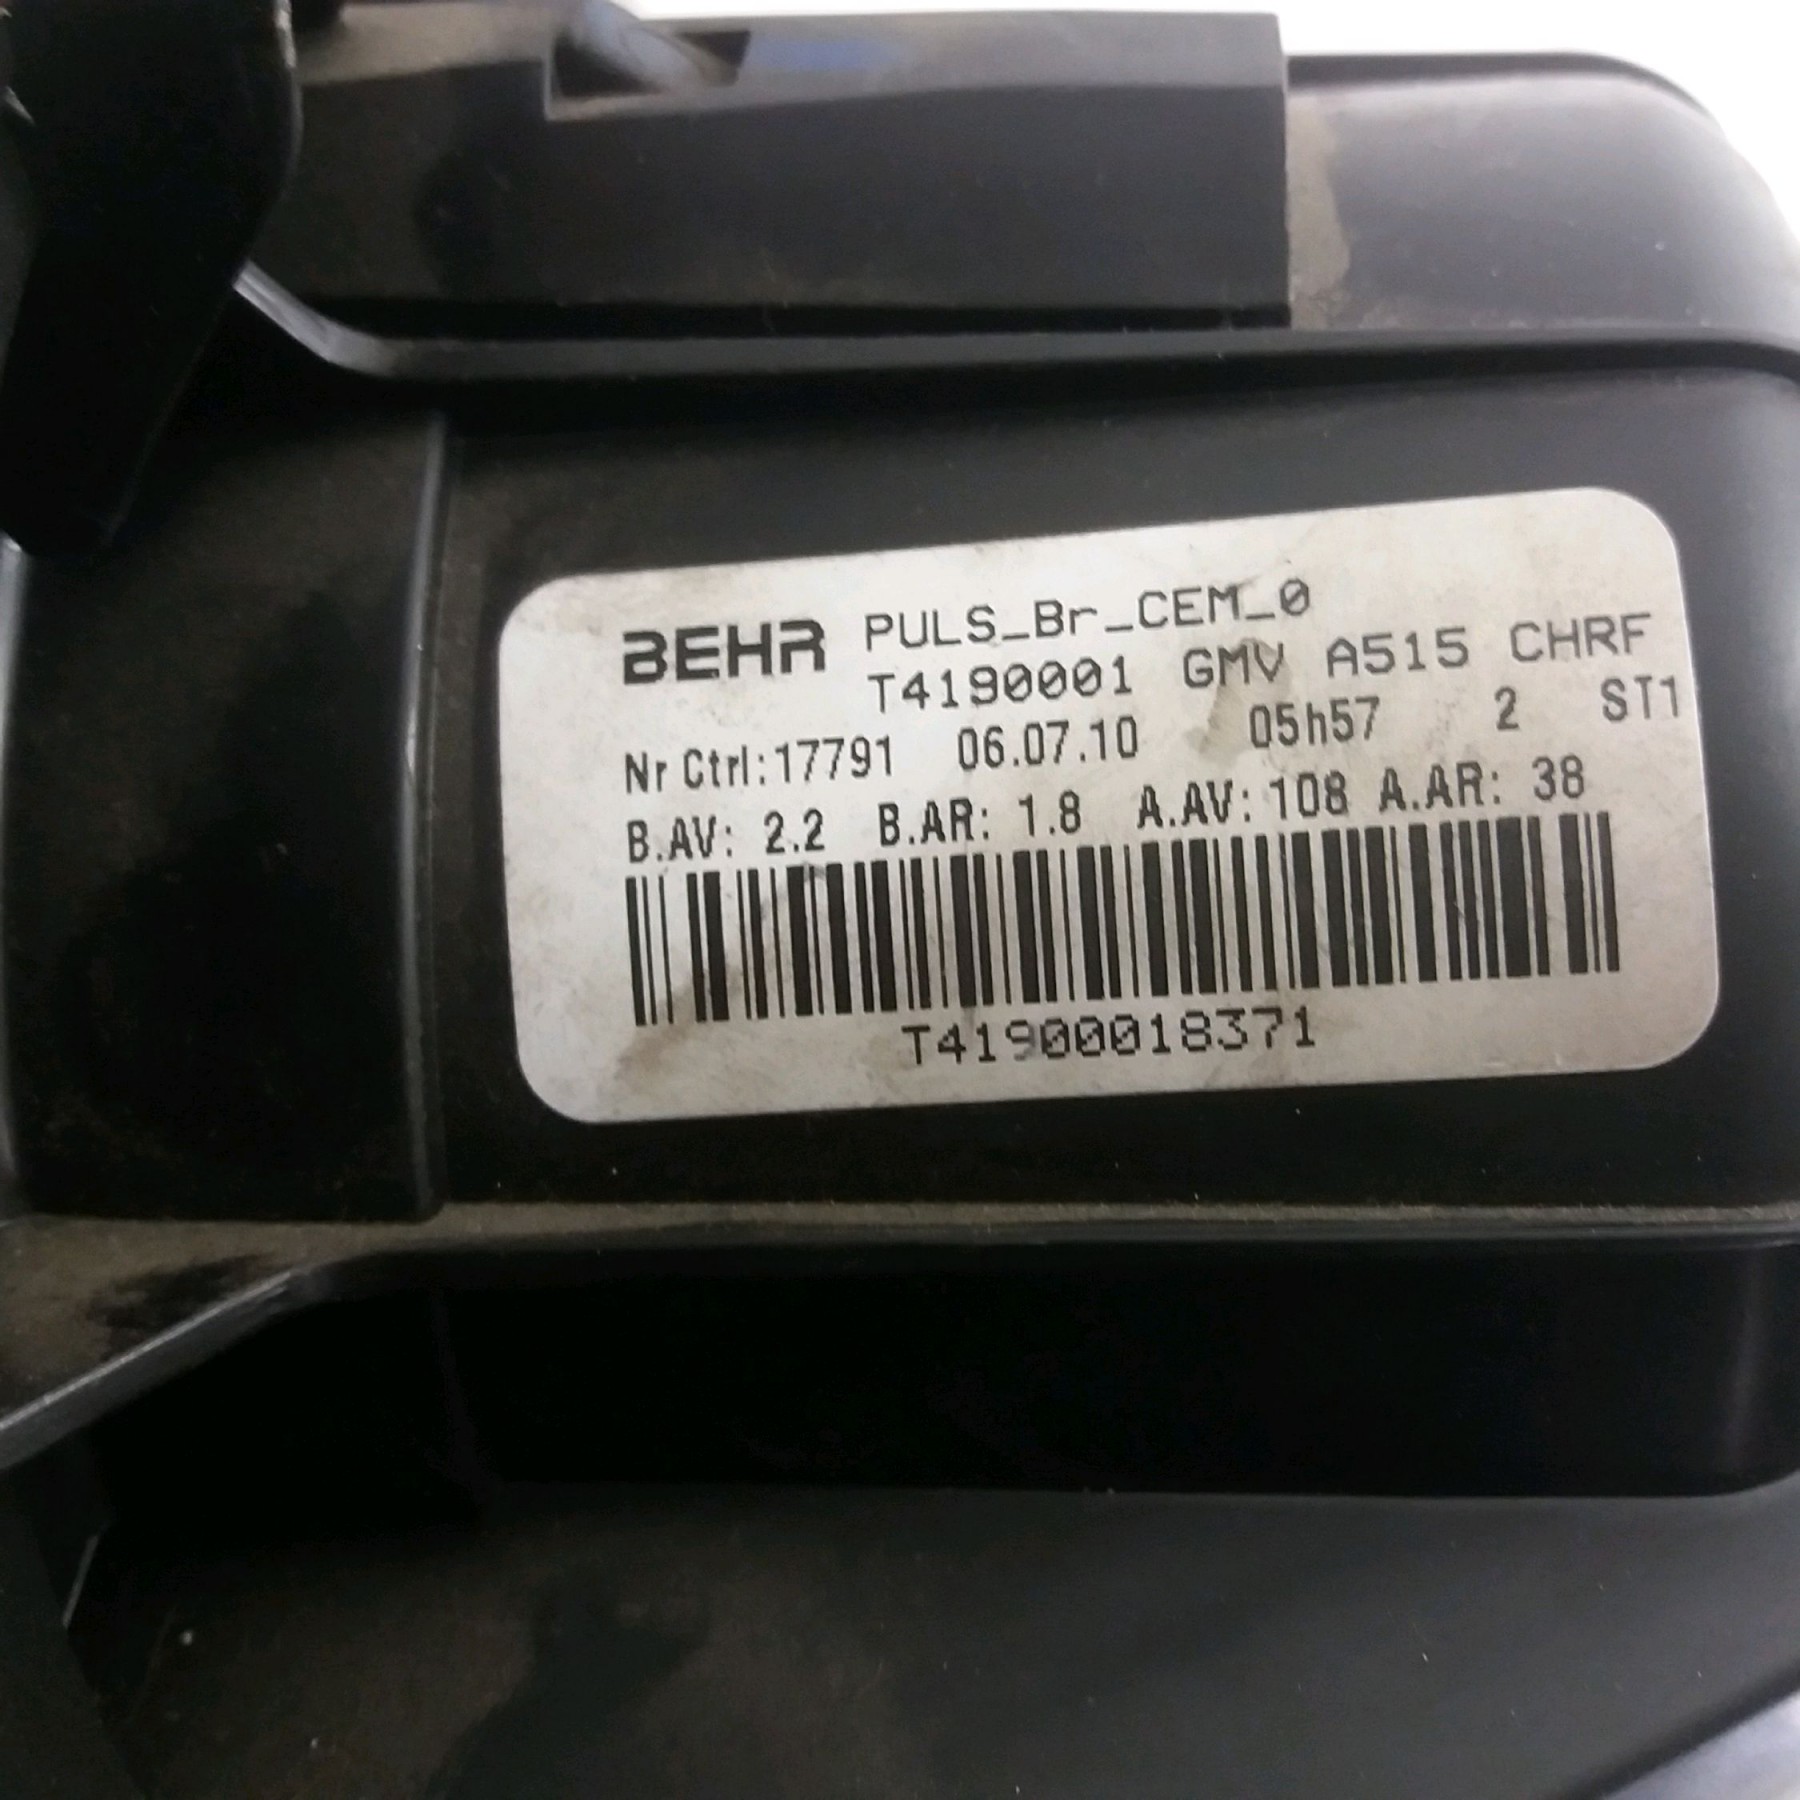 BEHR PULS_Br_CEM_0
T4190001 GMV A515 CHRF
Nr Ctrl:17791 06.07.10 05h57 2 ST1
B.AV: 2.2 B.AR: 1.8 A.AV: 108 A.AR: 38
T41900018371